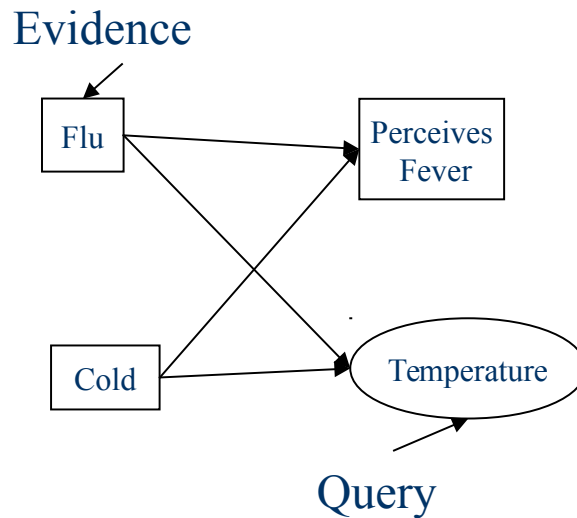 Evidence
Flu
Perceives
Fever
Cold
Temperature
Query